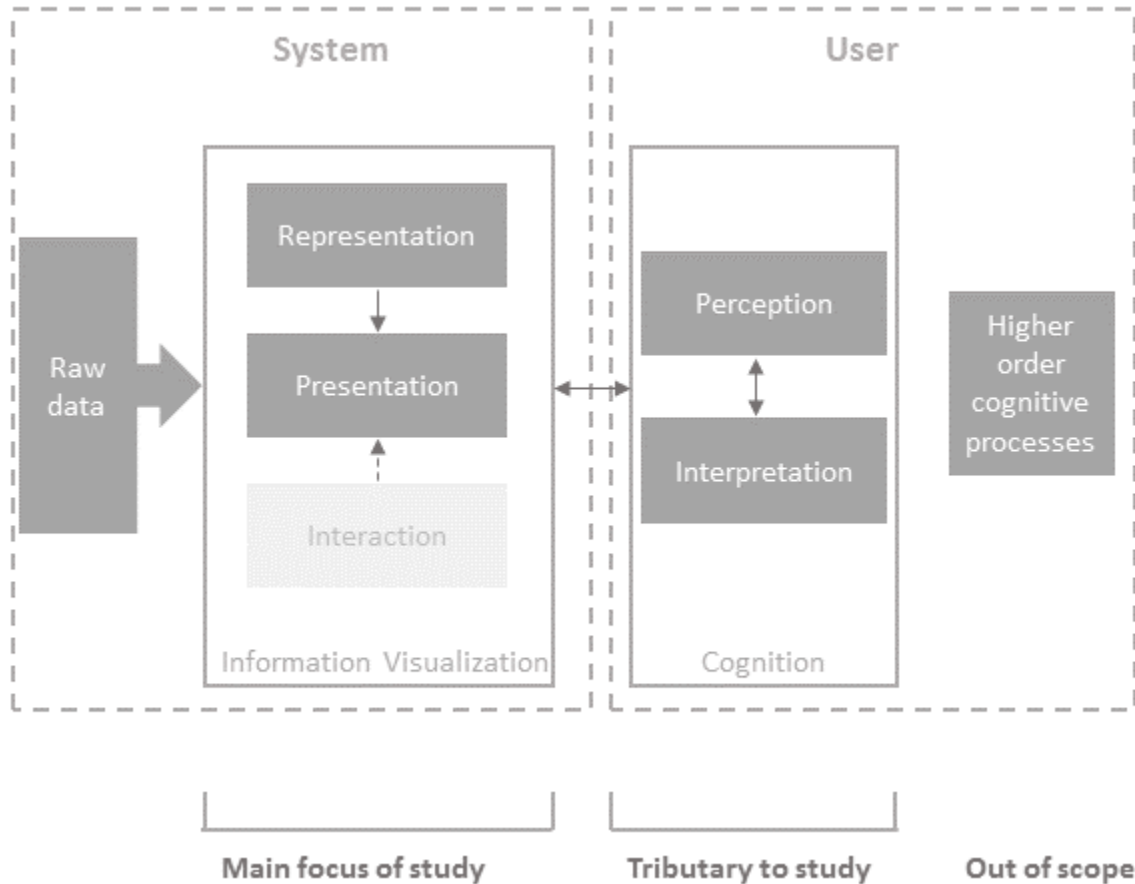 System
User
Representation
Perception
Higher
order
cognitive
processes
Raw
data
Presentation
Interpretation
Interaction
Information Visualization
Cognition
Main focus of study
Tributary to study
Out of scope